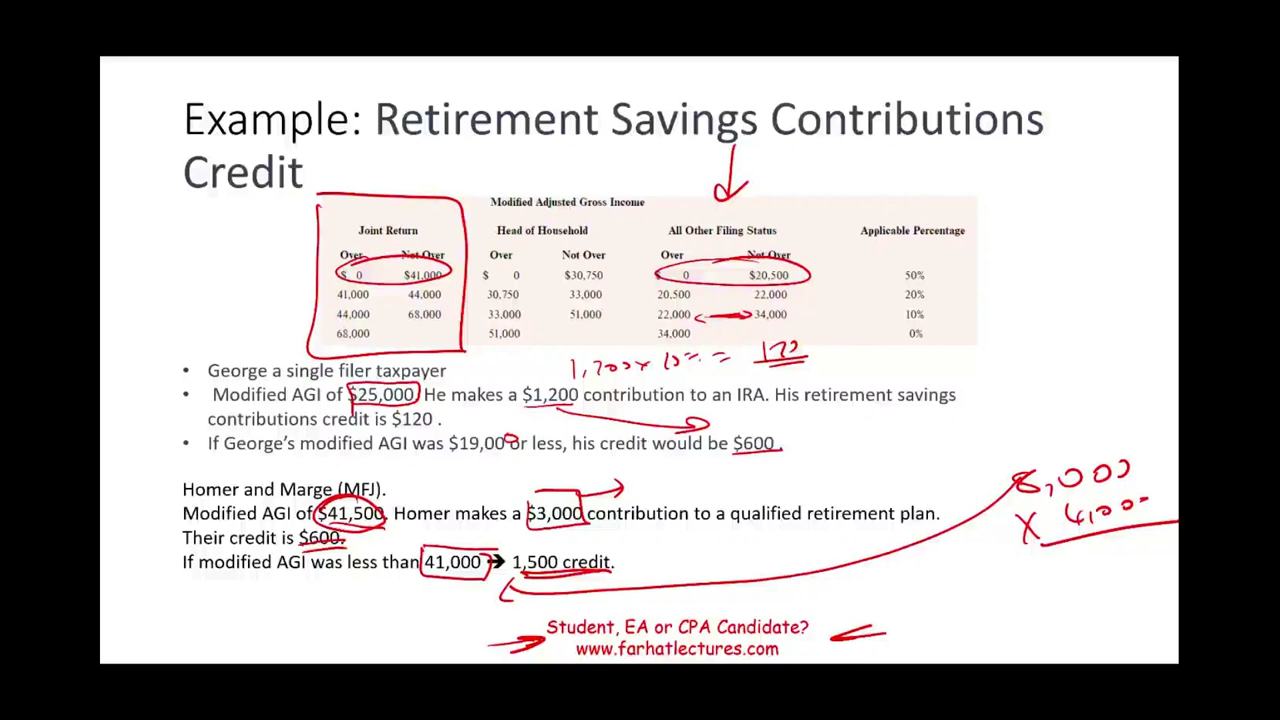 Example: Retirement Savings Contributions
Credit
Modified Adjusted Gross Income
Joint Return Head of Household All Other Filing Status Applicable Percentage
Over Not Over Over Not Over Over Not Over
$ 0 $41,000 $ 0 $30,750 $ 0 $20,500 50%
41,000 44,000 30,750 33,000 20,500 22,000 20%
44,000 68,000 33,000 51,000 22,000 34,000 10%
68,000 51,000 34,000 0%
1,200 x 10% = 120
• George a single filer taxpayer
• Modified AGI of $25,000. He makes a $1,200 contribution to an IRA. His retirement savings
contributions credit is $120 .
• If George's modified AGI was $19,000 or less, his credit would be $600 .
8,000
Homer and Marge (MFJ).
x 4,000
Modified AGI of $41,500. Homer makes a $3,000 contribution to a qualified retirement plan.
Their credit is $600.
If modified AGI was less than 41,000 → 1,500 credit.
Student, EA or CPA Candidate?
www.farhatlectures.com